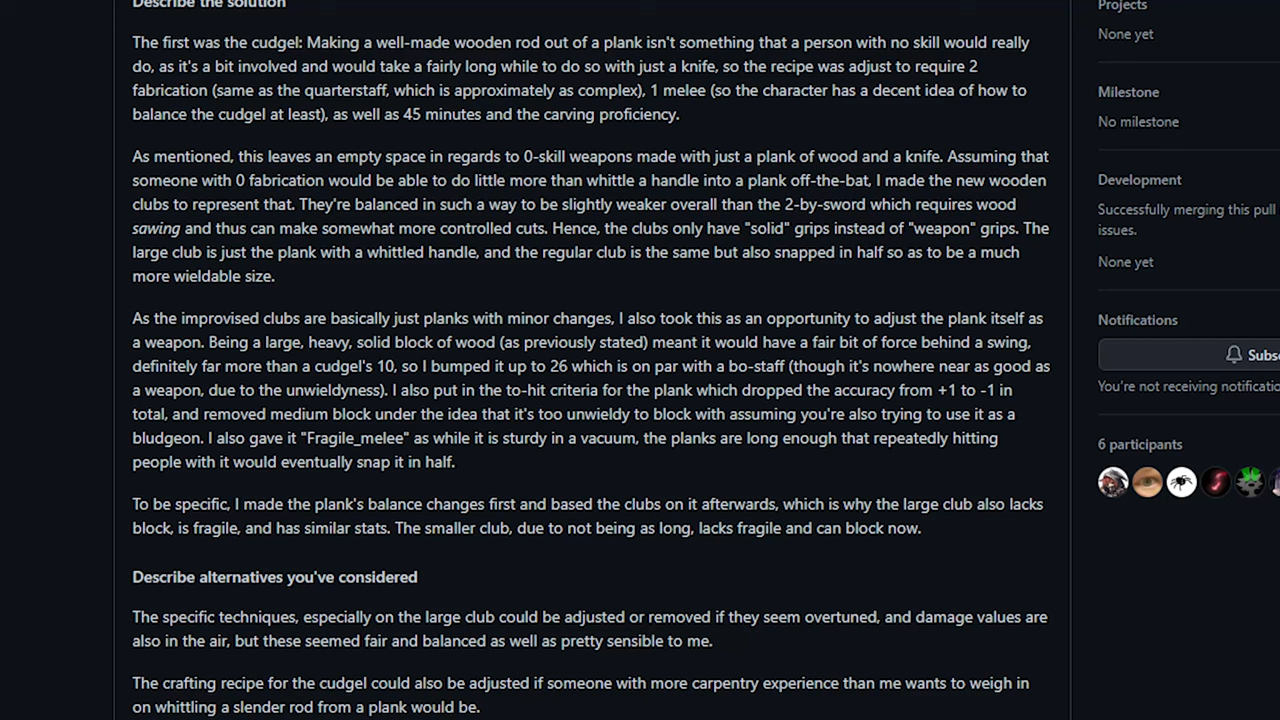 Describe the solution
The first was the cudgel: Making a well-made wooden rod out of a plank isn't something that a person with no skill would really
do, as it's a bit involved and would take a fairly long while to do so with just a knife, so the recipe was adjust to require 2
fabrication (same as the quarterstaff, which is approximately as complex), 1 melee (so the character has a decent idea of how to
balance the cudgel at least), as well as 45 minutes and the carving proficiency.
As mentioned, this leaves an empty space in regards to 0-skill weapons made with just a plank of wood and a knife. Assuming that
someone with 0 fabrication would be able to do little more than whittle a handle into a plank off-the-bat, I made the new wooden
clubs to represent that. They're balanced in such a way to be slightly weaker overall than the 2-by-sword which requires wood
sawing and thus can make somewhat more controlled cuts. Hence, the clubs only have "solid" grips instead of "weapon" grips. The
large club is just the plank with a whittled handle, and the regular club is the same but also snapped in half so as to be a much
more wieldable size.
As the improvised clubs are basically just planks with minor changes, I also took this as an opportunity to adjust the plank itself as
a weapon. Being a large, heavy, solid block of wood (as previously stated) meant it would have a fair bit of force behind a swing,
definitely far more than a cudgel's 10, so I bumped it up to 26 which is on par with a bo-staff (though it's nowhere near as good as
a weapon, due to the unwieldyness). I also put in the to-hit criteria for the plank which dropped the accuracy from +1 to -1 in
total, and removed medium block under the idea that it's too unwieldy to block with assuming you're also trying to use it as a
bludgeon. I also gave it "Fragile_melee" as while it is sturdy in a vacuum, the planks are long enough that repeatedly hitting
people with it would eventually snap it in half.
To be specific, I made the plank's balance changes first and based the clubs on it afterwards, which is why the large club also lacks
block, is fragile, and has similar stats. The smaller club, due to not being as long, lacks fragile and can block now.
Describe alternatives you've considered
The specific techniques, especially on the large club could be adjusted or removed if they seem overtuned, and damage values are
also in the air, but these seemed fair and balanced as well as pretty sensible to me.
The crafting recipe for the cudgel could also be adjusted if someone with more carpentry experience than me wants to weigh in
on whittling a slender rod from a plank would be.
Projects
None yet
Milestone
No milestone
Development
Successfully merging this pull
issues.
None yet
Notifications
Subs
You're not receiving notificatio
6 participants